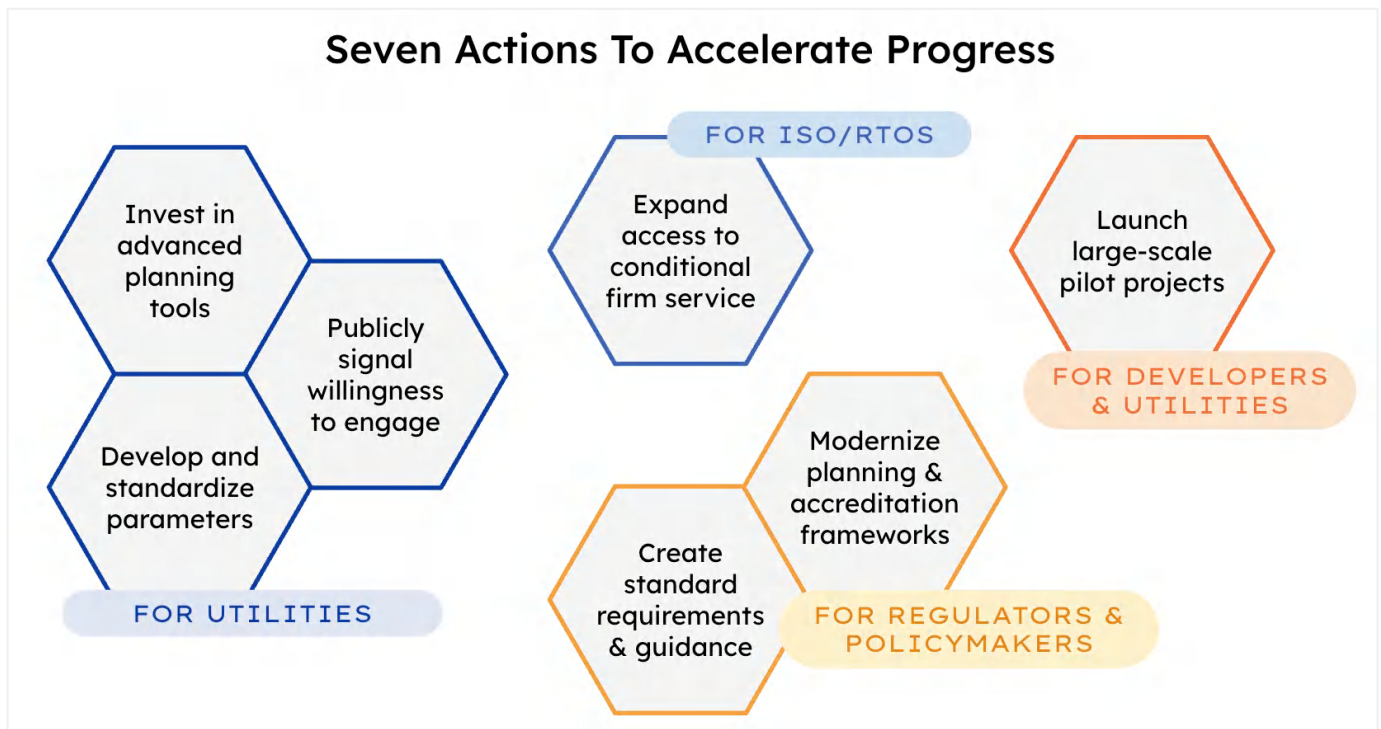 Seven Actions To Accelerate Progress
Invest in
advanced
planning
tools
Publicly
signal
willingness
to engage
Develop and
standardize
parameters
FOR UTILITIES
FOR ISO/RTOS
Expand
access to
conditional
firm service
Modernize
planning &
accreditation
frameworks
Create
standard
requirements
& guidance
FOR REGULATORS &
POLICYMAKERS
Launch
large-scale
pilot projects
FOR DEVELOPERS
& UTILITIES